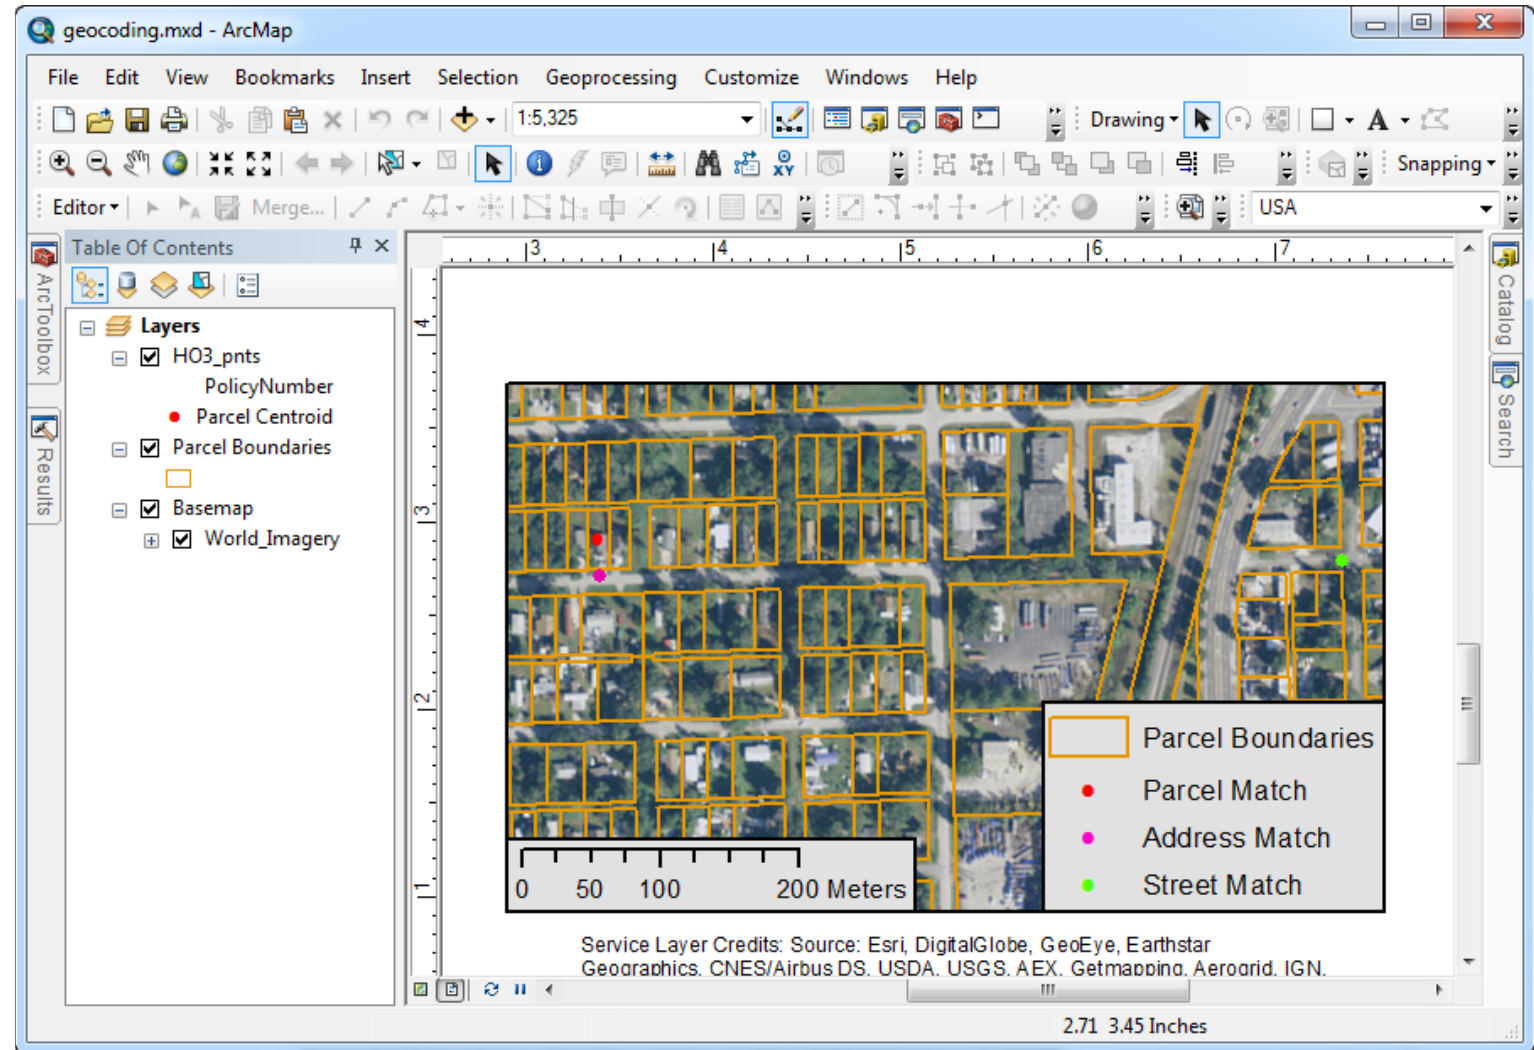 geocoding.mxd - ArcMap
File Edit View Bookmarks Insert Selection Geoprocessing Customize Windows Help
1:5,325
Drawing
A
XY
Snapping
Editor
Merge...
USA
Table Of Contents
3 4 5 6 7
ArcToolbox
Results
Layers
HO3_pnts
PolicyNumber
Parcel Centroid
Parcel Boundaries
Basemap
World_Imagery
4
3
2
1
Catalog
Search
Parcel Boundaries
Parcel Match
Address Match
Street Match
0 50 100 200 Meters
Service Layer Credits: Source: Esri, DigitalGlobe, GeoEye, Earthstar
Geographics, CNES/Airbus DS, USDA, USGS, AEX, Getmapping, Aerogrid, IGN,
2.71 3.45 Inches